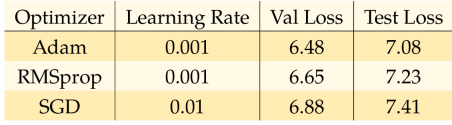 Optimizer Learning Rate Val Loss Test Loss
Adam 0.001 6.48 7.08
RMSprop 0.001 6.65 7.23
SGD 0.01 6.88 7.41